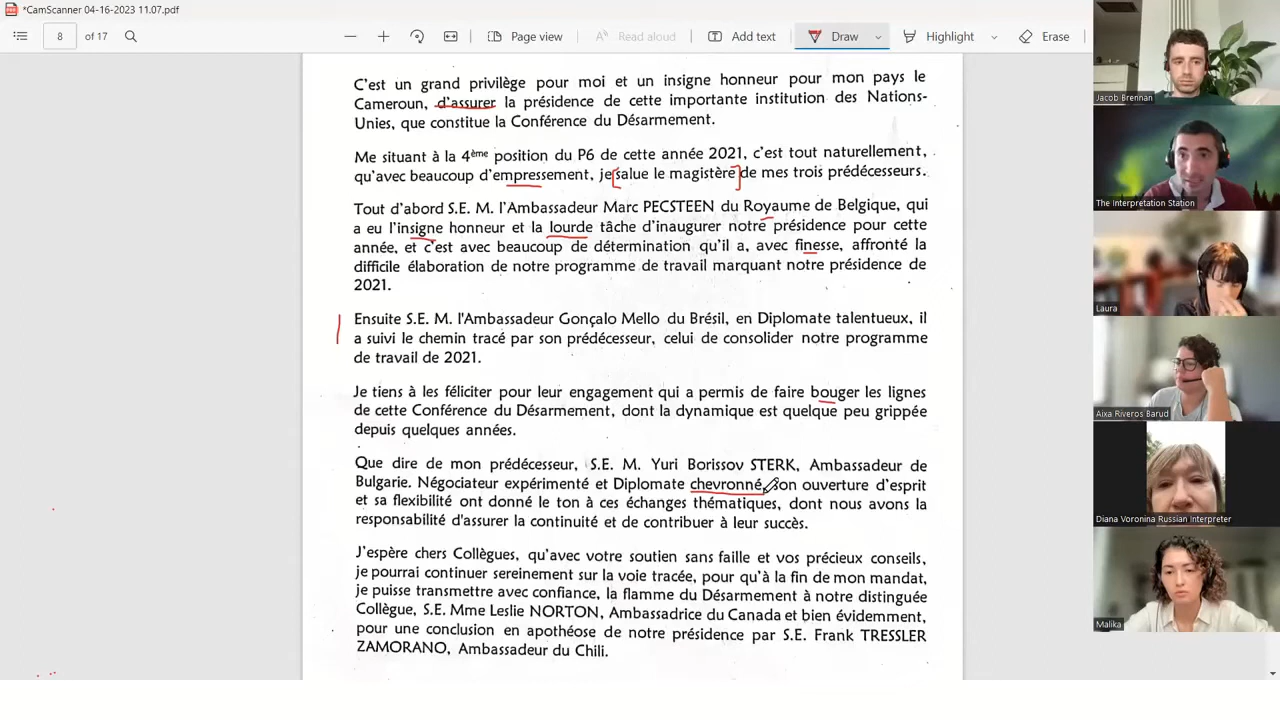 *CamScanner 04-16-2023 11.07.pdf
8 of 17
Page view
Read aloud
Add text
Draw
Highlight
Erase
C'est un grand privilège pour moi et un insigne honneur pour mon pays le
Cameroun, d'assurer la présidence de cette importante institution des Nations-
Unies, que constitue la Conférence du Désarmement.
Me situant à la 4ème position du P6 de cette année 2021, c'est tout naturellement,
qu'avec beaucoup d'empressement, je salue le magistère de mes trois prédécesseurs.
Tout d'abord S.E. M. l'Ambassadeur Marc PECSTEEN du Royaume de Belgique, qui
a eu l'insigne honneur et la lourde tâche d'inaugurer notre présidence pour cette
année, et c'est avec beaucoup de détermination qu'il a, avec finesse, affronté la
difficile élaboration de notre programme de travail marquant notre présidence de
2021.
Ensuite S.E. M. l'Ambassadeur Gonçalo Mello du Brésil, en Diplomate talentueux, il
a suivi le chemin tracé par son prédécesseur, celui de consolider notre programme
de travail de 2021.
Je tiens à les féliciter pour leur engagement qui a permis de faire bouger les lignes
de cette Conférence du Désarmement, dont la dynamique est quelque peu grippée
depuis quelques années.
Que dire de mon prédécesseur, S.E. M. Yuri Borissov STERK, Ambassadeur de
Bulgarie. Négociateur expérimenté et Diplomate chevronné, son ouverture d'esprit
et sa flexibilité ont donné le ton à ces échanges thématiques, dont nous avons la
responsabilité d'assurer la continuité et de contribuer à leur succès.
J'espère chers Collègues, qu'avec votre soutien sans faille et vos précieux conseils,
je pourrai continuer sereinement sur la voie tracée, pour qu'à la fin de mon mandat,
je puisse transmettre avec confiance, la flamme du Désarmement à notre distinguée
Collègue, S.E. Mme Leslie NORTON, Ambassadrice du Canada et bien évidemment,
pour une conclusion en apothéose de notre présidence par S.E. Frank TRESSLER
ZAMORANO, Ambassadeur du Chili.
Jacob Brennan
The Interpretation Station
Laura
Aixa Riveros Barud
Diana Voronina Russian Interpreter
Malika